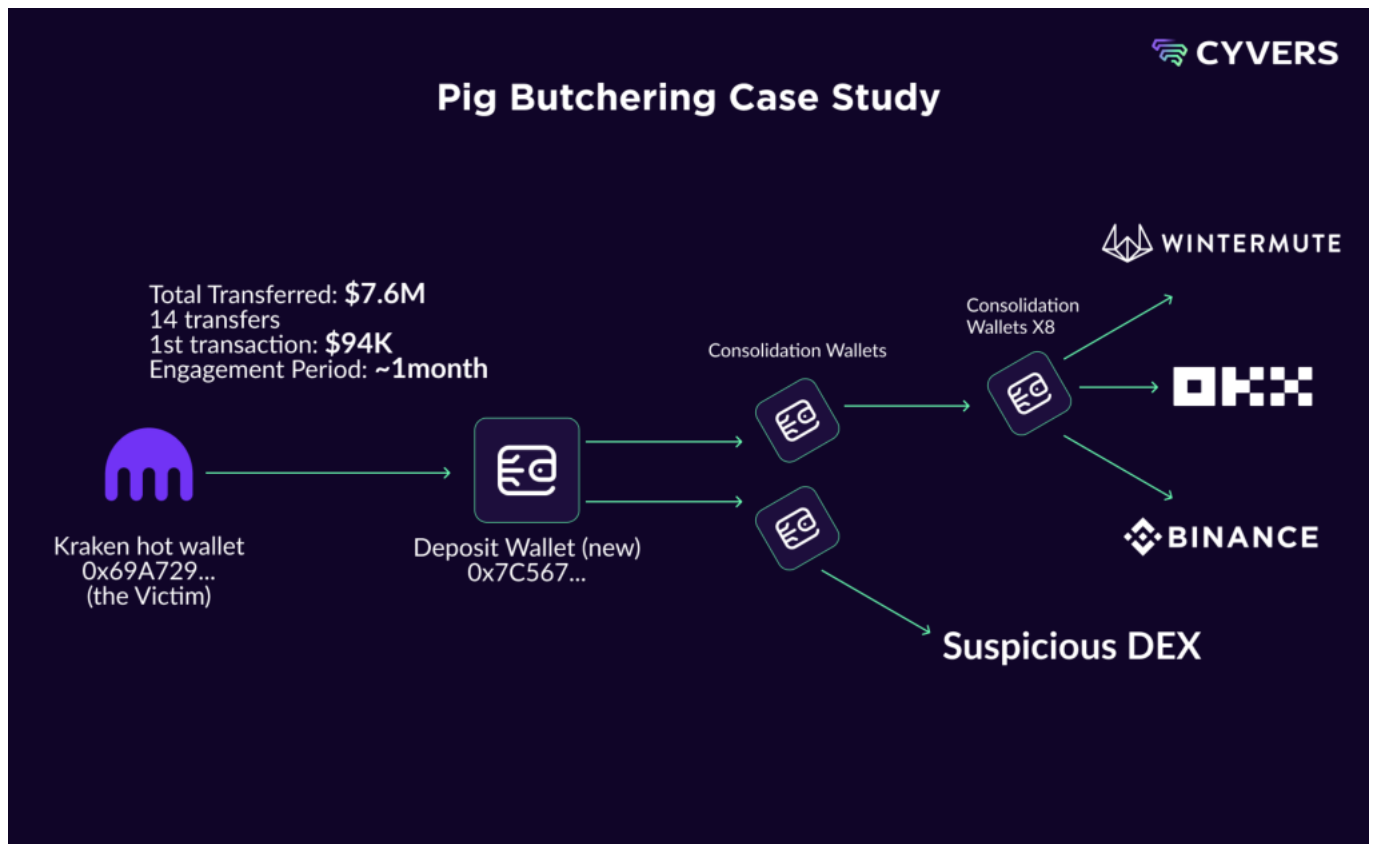 CYVERS
Pig Butchering Case Study
WINTERMUTE
Total Transferred: $7.6M
14 transfers
1st transaction: $94K
Engagement Period: ~1month
Consolidation
Wallets X8
Consolidation Wallets
OKX
BINANCE
Kraken hot wallet
0x69A729...
(the Victim)
Deposit Wallet (new)
0x7C567...
Suspicious DEX